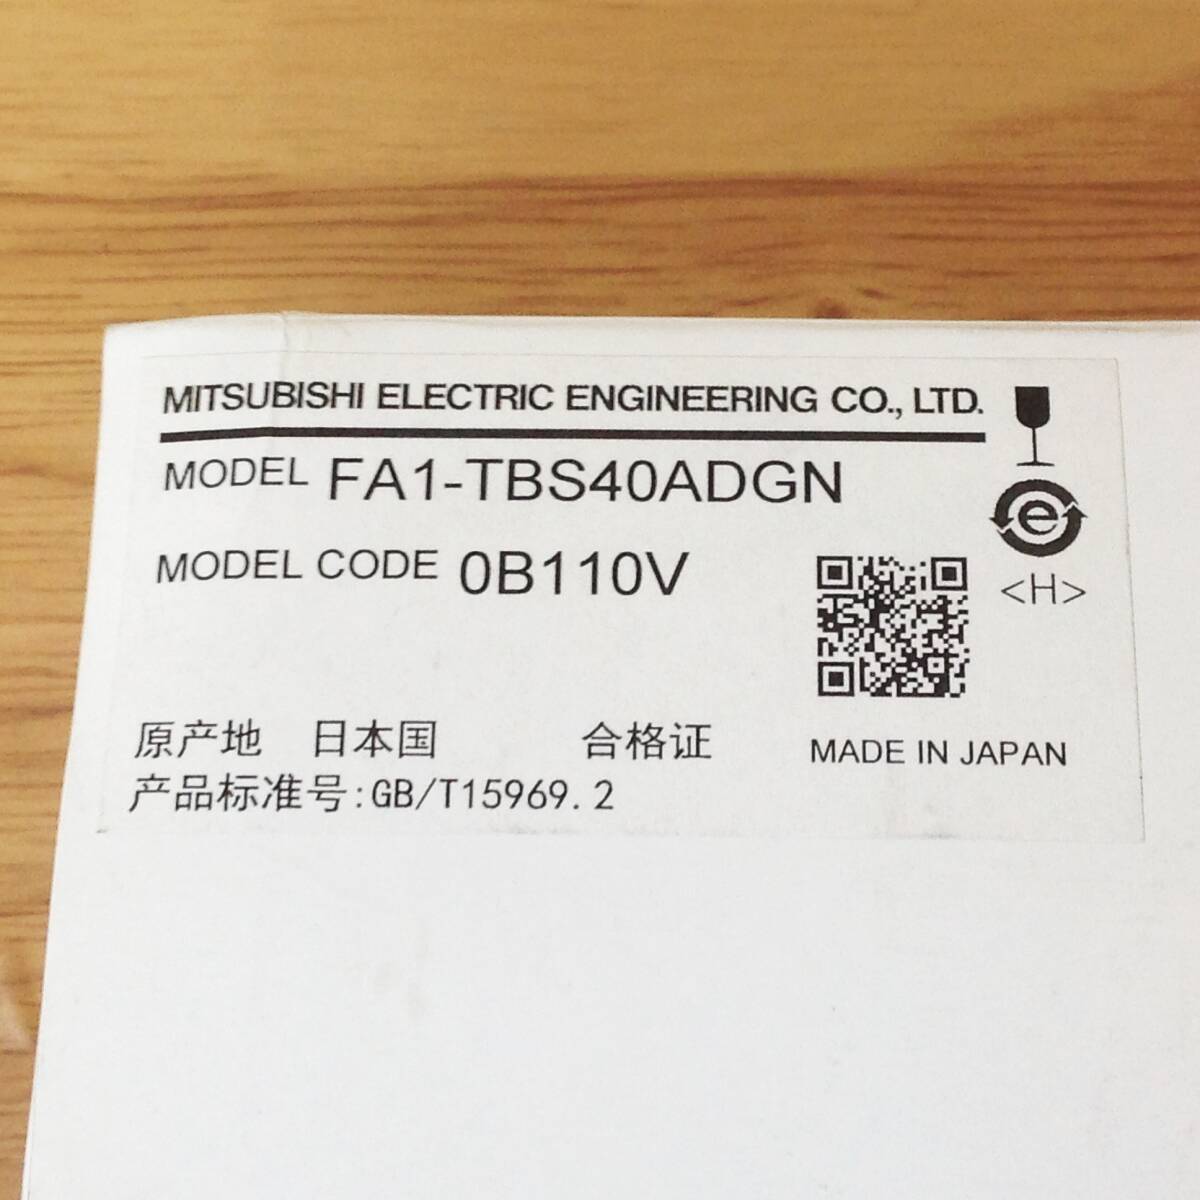 MITSUBISHI ELECTRIC ENGINEERING CO., LTD.
MODEL FA1-TBS40ADGN
MODEL CODE 0B110V
e
<H>
原产地 日本国 合格证 MADE IN JAPAN
产品标准号:GB/T15969.2